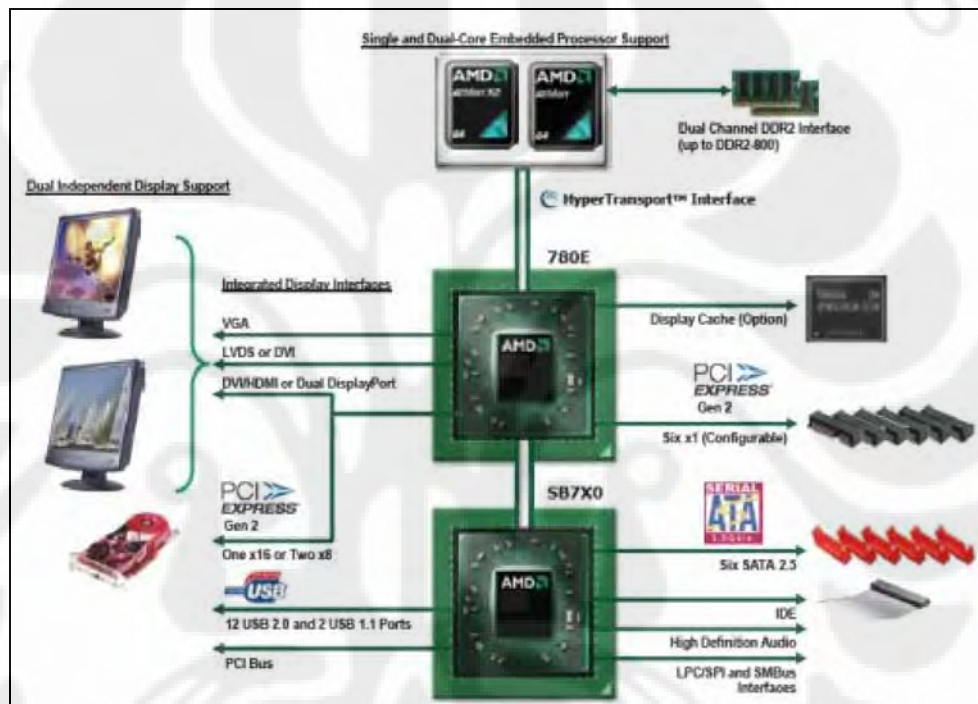 Single and Dual-Core Embedded Processor Support
AMD
AMD
64
64
Dual Channel DDR2 Interface
(up to DDR2-800)
HyperTransport™ Interface
Dual Independent Display Support
780E
Integrated Display Interfaces
VGA
LVDS or DVI
DVI/HDMI or Dual DisplayPort
AMD
Display Cache (Option)
PCI
EXPRESS®
Gen 2
Six x1 (Configurable)
PCI
EXPRESS®
Gen 2
One x16 or Two x8
SB7X0
SERIAL
ATA
Six SATA 2.5
USB
12 USB 2.0 and 2 USB 1.1 Ports
PCI Bus
AMD
IDE
High Definition Audio
LPC/SPI and SMBus
Interfaces